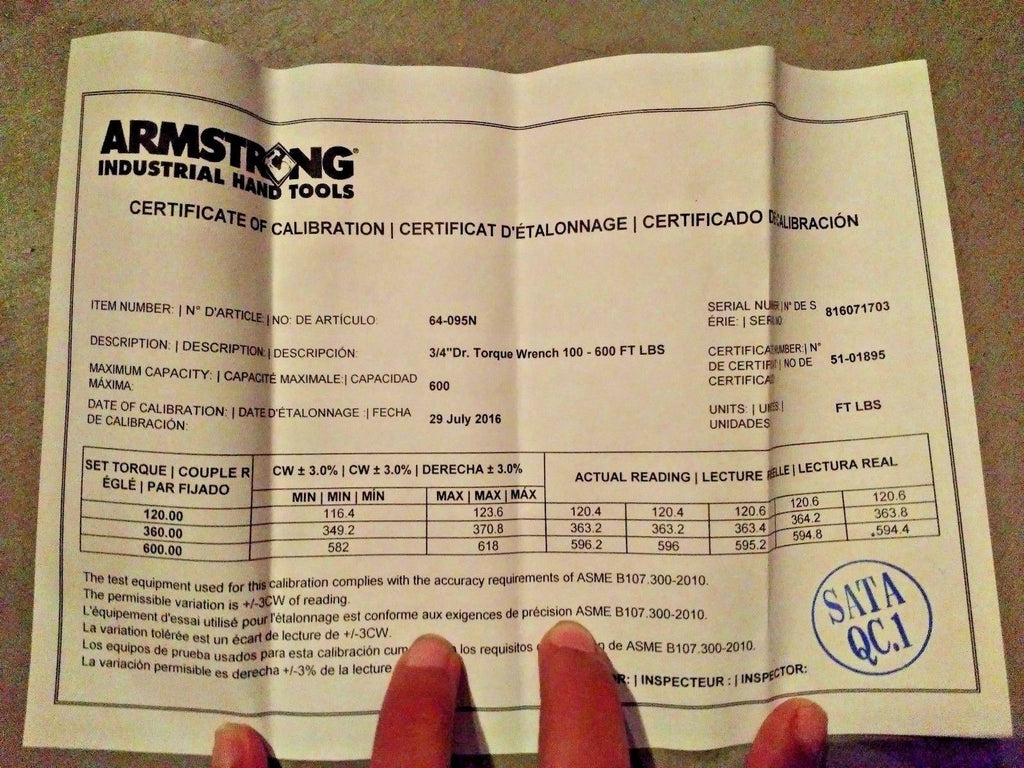 ARMSTRONG®
INDUSTRIAL HAND TOOLS
CERTIFICATE OF CALIBRATION | CERTIFICAT D'ÉTALONNAGE | CERTIFICADO CALIBRACIÓN
ITEM NUMBER: | N° D'ARTICLE: | NO: DE ARTÍCULO: 64-095N
SERIAL | N° DE S
ÉRIE: | 816071703
DESCRIPTION: | DESCRIPTION: | DESCRIPCIÓN: 3/4"Dr. Torque Wrench 100 - 600 FT LBS
| N°
DE | NO DE
51-01895
MAXIMUM CAPACITY: | CAPACITÉ MAXIMALE: | CAPACIDAD
MÁXIMA: 600
DATE OF CALIBRATION: | DATE D'ÉTALONNAGE : | FECHA
DE CALIBRACIÓN: 29 July 2016
UNITS: | |
UNIDADES FT LBS
SET TORQUE | COUPLE R
ÉGLÉ | PAR FIJADO
CW ± 3.0% | CW ± 3.0% | DERECHA ± 3.0%
ACTUAL READING | LECTURE | LECTURA REAL
MIN | MIN | MÍN MAX | MAX | MÁX
120.00 116.4 123.6 120.4 120.4 120.6 120.6 120.6
360.00 349.2 370.8 363.2 363.2 363.4 364.2 363.8
600.00 582 618 596.2 596 595.2 594.8 594.4
The test equipment used for this calibration complies with the accuracy requirements of ASME B107.300-2010.
The permissible variation is +/-3CW of reading.
L'équipement d'essai utilisé pour l'étalonnage est conforme aux exigences de précision ASME B107.300-2010.
La variation tolérée est un écart de lecture de +/-3CW.
Los equipos de prueba usados para esta calibración los requisitos de ASME B107.300-2010.
La variación permisible es derecha +/-3% de la lectura
| INSPECTEUR : | INSPECTOR:
SATA
QC.1